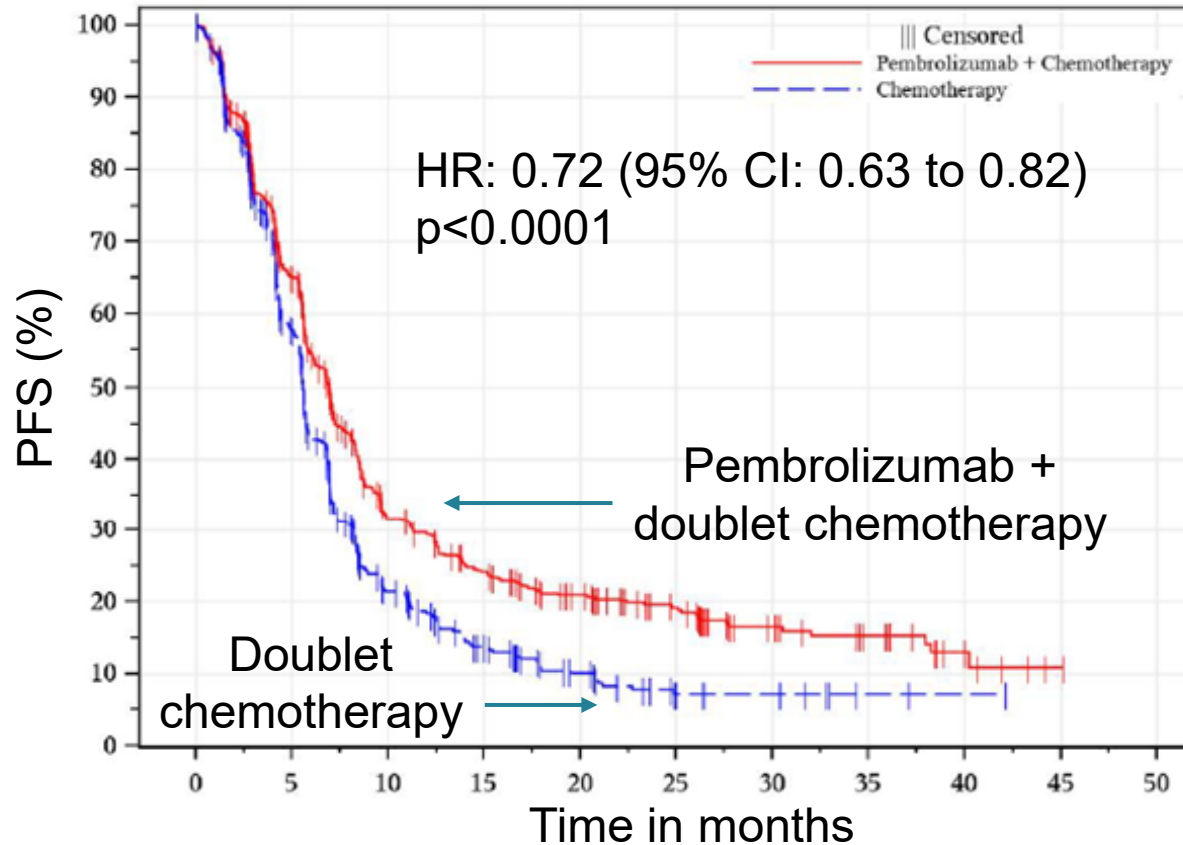 ||| Censored
Pembrolizumab + Chemotherapy
Chemotherapy
HR: 0.72 (95% CI: 0.63 to 0.82)
p<0.0001
PFS (%)
100
90
80
70
60
50
40
30
20
10
0
Pembrolizumab +
doublet chemotherapy
Doublet
chemotherapy
0 5 10 15 20 25 30 35 40 45 50
Time in months